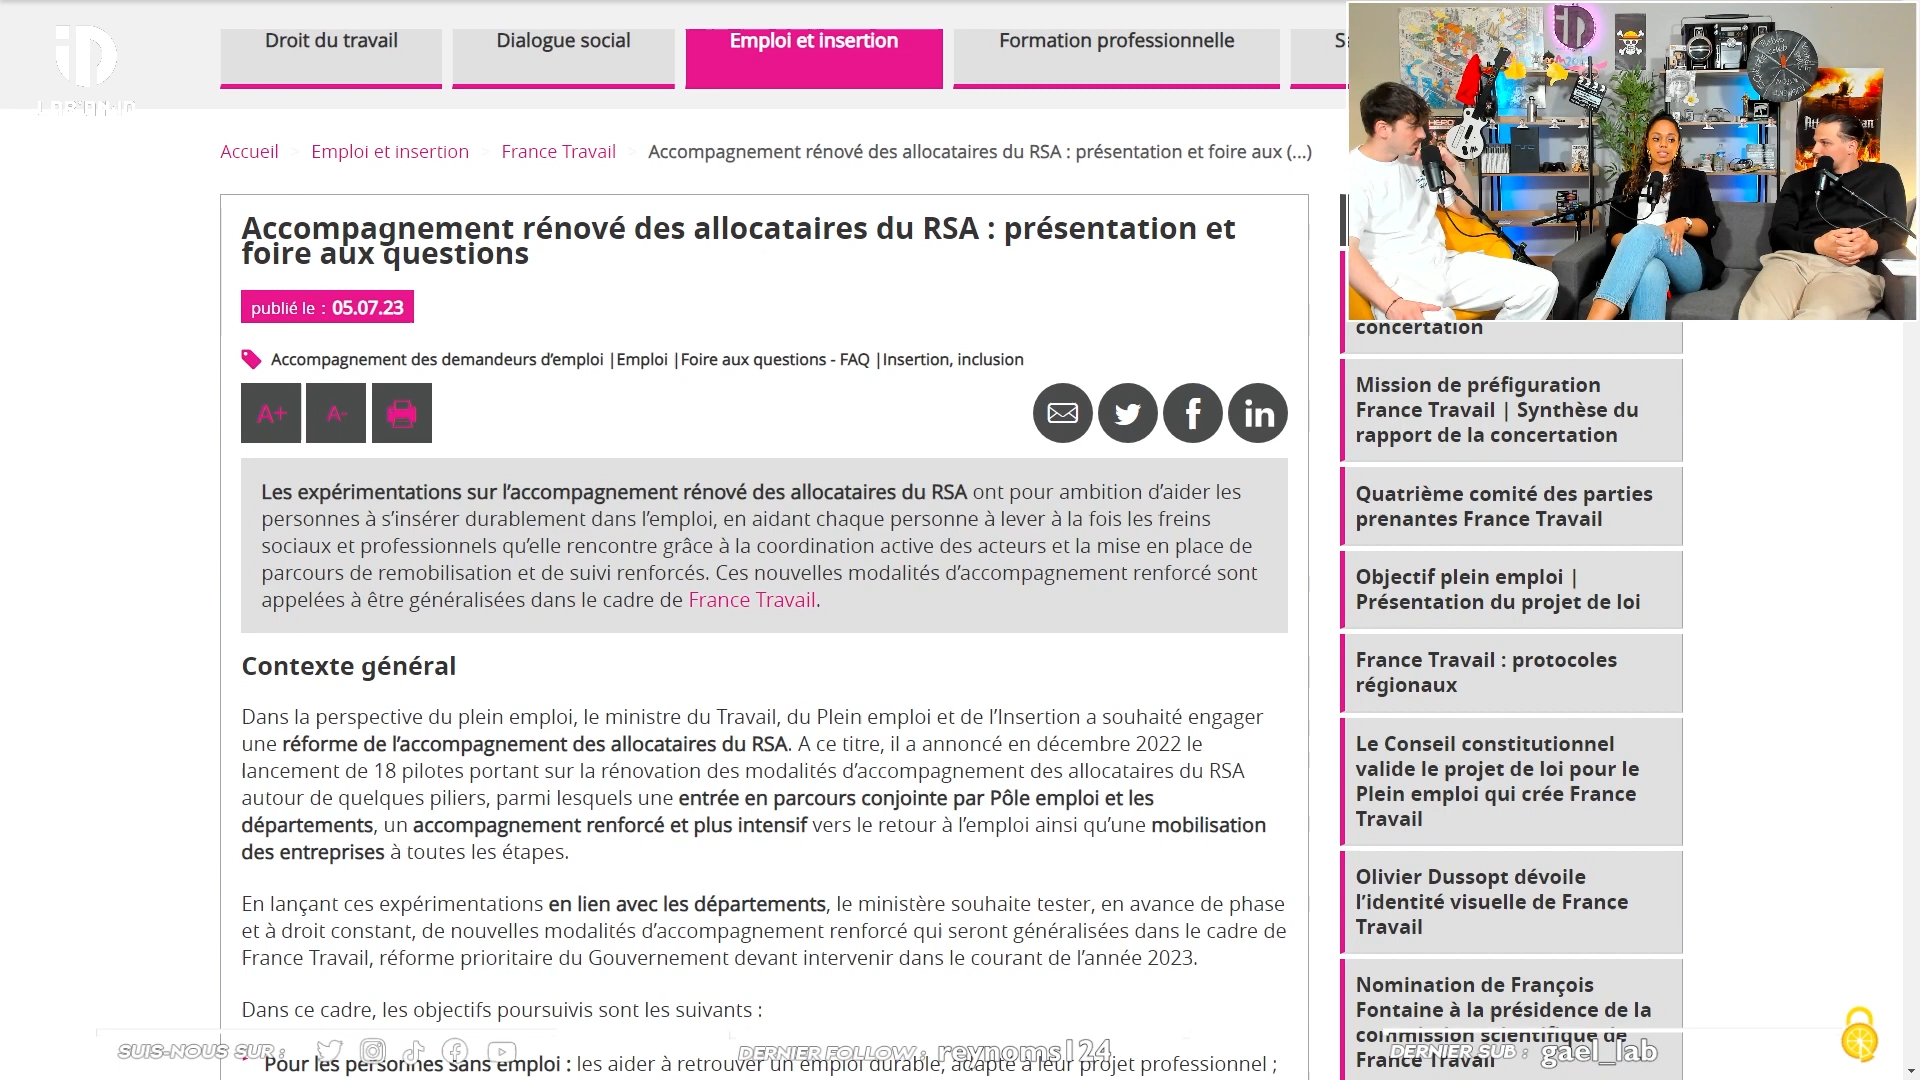 Droit du travail
Dialogue social
Emploi et insertion
Formation professionnelle
Accueil
Emploi et insertion
France Travail
Accompagnement rénové des allocataires du RSA : présentation et foire aux (...)
Accompagnement rénové des allocataires du RSA : présentation et
foire aux questions
publié le : 05.07.23
Accompagnement des demandeurs d’emploi |Emploi |Foire aux questions - FAQ |Insertion, inclusion
A+
A-
Les expérimentations sur l’accompagnement rénové des allocataires du RSA ont pour ambition d’aider les
personnes à s’insérer durablement dans l’emploi, en aidant chaque personne à lever à la fois les freins
sociaux et professionnels qu’elle rencontre grâce à la coordination active des acteurs et la mise en place de
parcours de remobilisation et de suivi renforcés. Ces nouvelles modalités d’accompagnement renforcé sont
appelées à être généralisées dans le cadre de France Travail.
Contexte général
Dans la perspective du plein emploi, le ministre du Travail, du Plein emploi et de l’Insertion a souhaité engager
une réforme de l’accompagnement des allocataires du RSA. A ce titre, il a annoncé en décembre 2022 le
lancement de 18 pilotes portant sur la rénovation des modalités d’accompagnement des allocataires du RSA
autour de quelques piliers, parmi lesquels une entrée en parcours conjointe par Pôle emploi et les
départements, un accompagnement renforcé et plus intensif vers le retour à l’emploi ainsi qu’une mobilisation
des entreprises à toutes les étapes.
En lançant ces expérimentations en lien avec les départements, le ministère souhaite tester, en avance de phase
et à droit constant, de nouvelles modalités d’accompagnement renforcé qui seront généralisées dans le cadre de
France Travail, réforme prioritaire du Gouvernement devant intervenir dans le courant de l’année 2023.
Dans ce cadre, les objectifs poursuivis sont les suivants :
Pour les personnes sans emploi : les aider à retrouver un emploi durable, adapté à leur projet professionnel ;
concertation
Mission de préfiguration
France Travail | Synthèse du
rapport de la concertation
Quatrième comité des parties
prenantes France Travail
Objectif plein emploi |
Présentation du projet de loi
France Travail : protocoles
régionaux
Le Conseil constitutionnel
valide le projet de loi pour le
Plein emploi qui crée France
Travail
Olivier Dussopt dévoile
l’identité visuelle de France
Travail
Nomination de François
Fontaine à la présidence de la
commission scientifique de
France Travail
SUIS-NOUS SUR :
DERNIER FOLLOW : reynoms124
DERNIER SUB : gael_lab